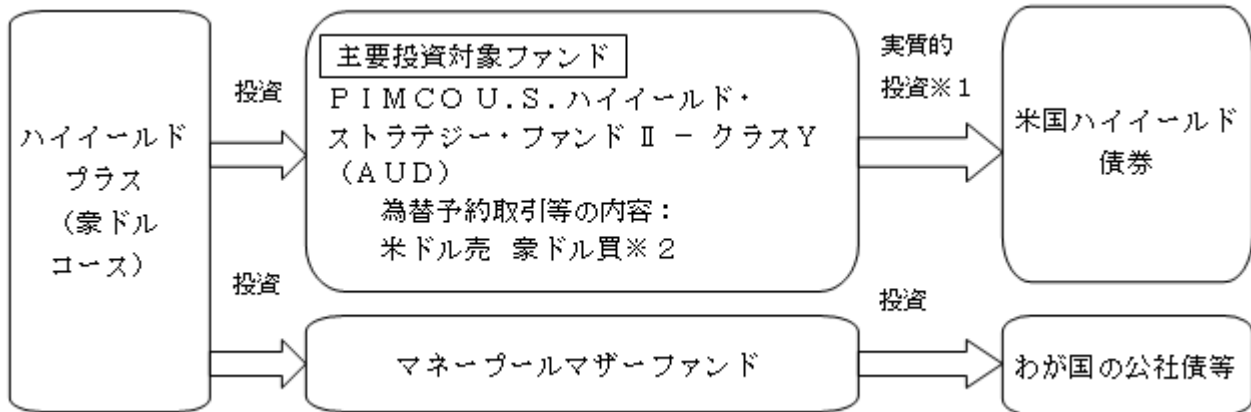 ハイイールド
プラス
(豪ドル
コース)
投資
投資
主要投資対象ファンド
PIMCO U.S.ハイイールド・
ストラテジー・ファンド Ⅱ - クラスY
(AUD)
為替予約取引等の内容:
米ドル売 豪ドル買※2
マネープールマザーファンド
実質的
投資※1
投資
米国ハイイールド
債券
わが国の公社債等